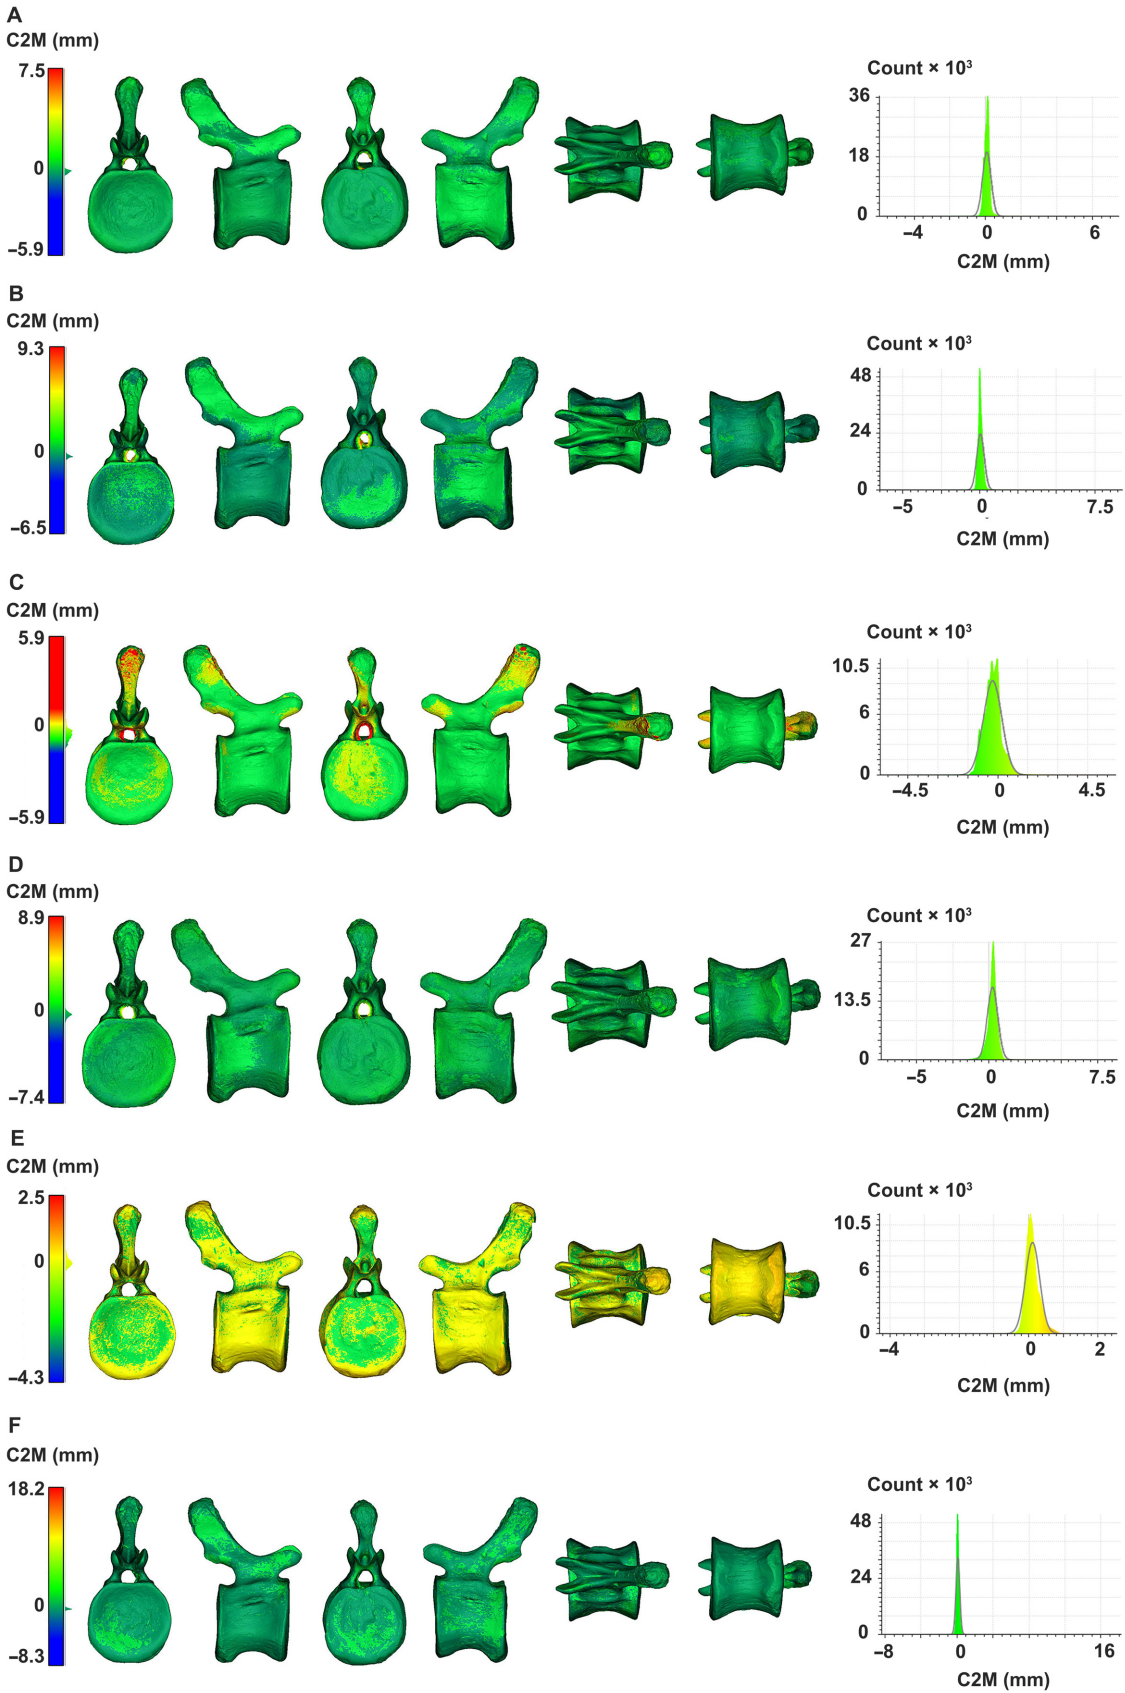 A
C2M (mm)
7.5
0
−5.9
Count × 10³
36
18
0
−4 0 6
C2M (mm)
B
C2M (mm)
9.3
0
−6.5
Count × 10³
48
24
0
−5 0 7.5
C2M (mm)
C
C2M (mm)
5.9
0
−5.9
Count × 10³
10.5
6
0
−4.5 0 4.5
C2M (mm)
D
C2M (mm)
8.9
0
−7.4
Count × 10³
27
13.5
0
−5 0 7.5
C2M (mm)
E
C2M (mm)
2.5
0
−4.3
Count × 10³
10.5
6
0
−4 0 2
C2M (mm)
F
C2M (mm)
18.2
0
−8.3
Count × 10³
48
24
0
−8 0 16
C2M (mm)